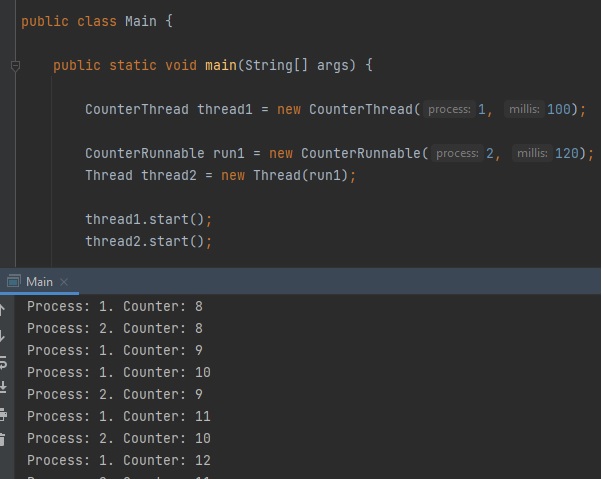 public class Main {
public static void main(String[] args) {
CounterThread thread1 = new CounterThread( process: 1, millis: 100);
CounterRunnable run1 = new CounterRunnable( process: 2, millis: 120);
Thread thread2 = new Thread(run1);
thread1.start();
thread2.start();
Main
Process: 1. Counter: 8
Process: 2. Counter: 8
Process: 1. Counter: 9
Process: 1. Counter: 10
Process: 2. Counter: 9
Process: 1. Counter: 11
Process: 2. Counter: 10
Process: 1. Counter: 12